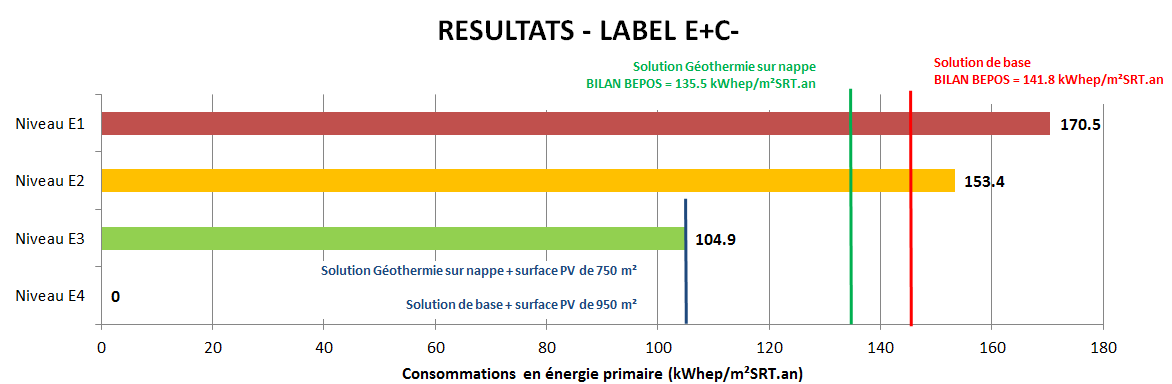 RESULTATS - LABEL E+C-
Solution Géothermie sur nappe
BILAN BEPOS = 135.5 kWhep/m²SRT.an
Solution de base
BILAN BEPOS = 141.8 kWhep/m²SRT.an
Niveau E1
170.5
Niveau E2
153.4
Niveau E3
104.9
Solution Géothermie sur nappe + surface PV de 750 m²
Niveau E4
0
Solution de base + surface PV de 950 m²
0 20 40 60 80 100 120 140 160 180
Consommations en énergie primaire (kWhep/m²SRT.an)